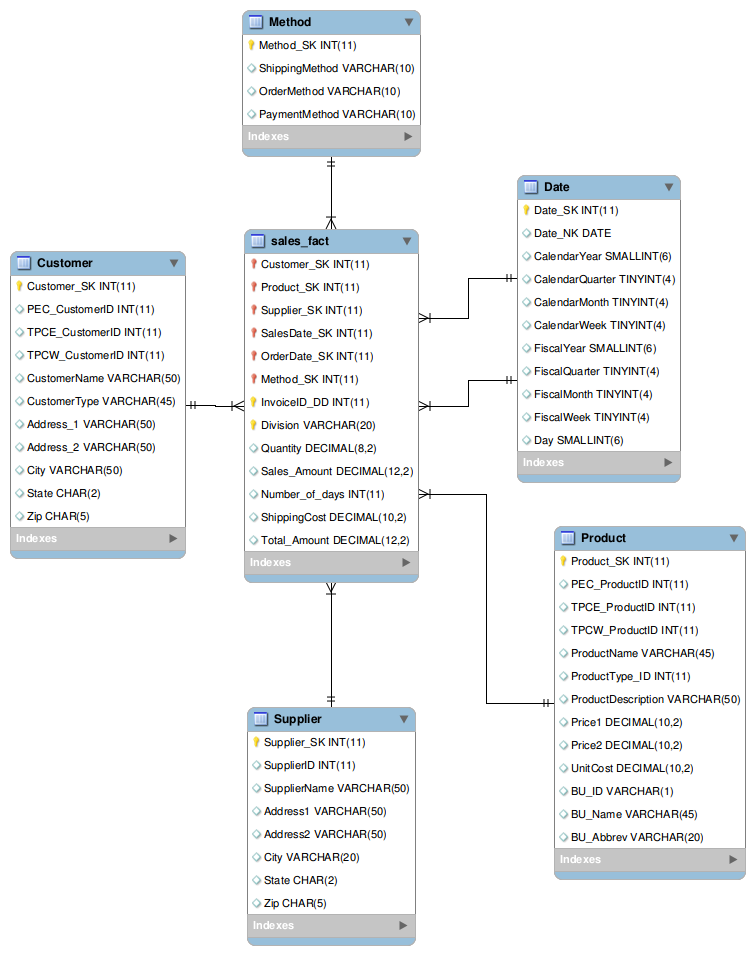 Method
Method_SK INT(11)
ShippingMethod VARCHAR(10)
OrderMethod VARCHAR(10)
PaymentMethod VARCHAR(10)
Indexes
Date
Date_SK INT(11)
Date_NK DATE
CalendarYear SMALLINT(6)
CalendarQuarter TINYINT(4)
CalendarMonth TINYINT(4)
CalendarWeek TINYINT(4)
FiscalYear SMALLINT(6)
FiscalQuarter TINYINT(4)
FiscalMonth TINYINT(4)
FiscalWeek TINYINT(4)
Day SMALLINT(6)
Indexes
sales_fact
Customer_SK INT(11)
Product_SK INT(11)
Supplier_SK INT(11)
SalesDate_SK INT(11)
OrderDate_SK INT(11)
Method_SK INT(11)
InvoiceID_DD INT(11)
Division VARCHAR(20)
Quantity DECIMAL(8,2)
Sales_Amount DECIMAL(12,2)
Number_of_days INT(11)
ShippingCost DECIMAL(10,2)
Total_Amount DECIMAL(12,2)
Indexes
Customer
Customer_SK INT(11)
PEC_CustomerID INT(11)
TPCE_CustomerID INT(11)
TPCW_CustomerID INT(11)
CustomerName VARCHAR(50)
CustomerType VARCHAR(45)
Address_1 VARCHAR(50)
Address_2 VARCHAR(50)
City VARCHAR(50)
State CHAR(2)
Zip CHAR(5)
Indexes
Product
Product_SK INT(11)
PEC_ProductID INT(11)
TPCE_ProductID INT(11)
TPCW_ProductID INT(11)
ProductName VARCHAR(45)
ProductType_ID INT(11)
ProductDescription VARCHAR(50)
Price1 DECIMAL(10,2)
Price2 DECIMAL(10,2)
UnitCost DECIMAL(10,2)
BU_ID VARCHAR(1)
BU_Name VARCHAR(45)
BU_Abbrev VARCHAR(20)
Indexes
Supplier
Supplier_SK INT(11)
SupplierID INT(11)
SupplierName VARCHAR(50)
Address1 VARCHAR(50)
Address2 VARCHAR(50)
City VARCHAR(20)
State CHAR(2)
Zip CHAR(5)
Indexes